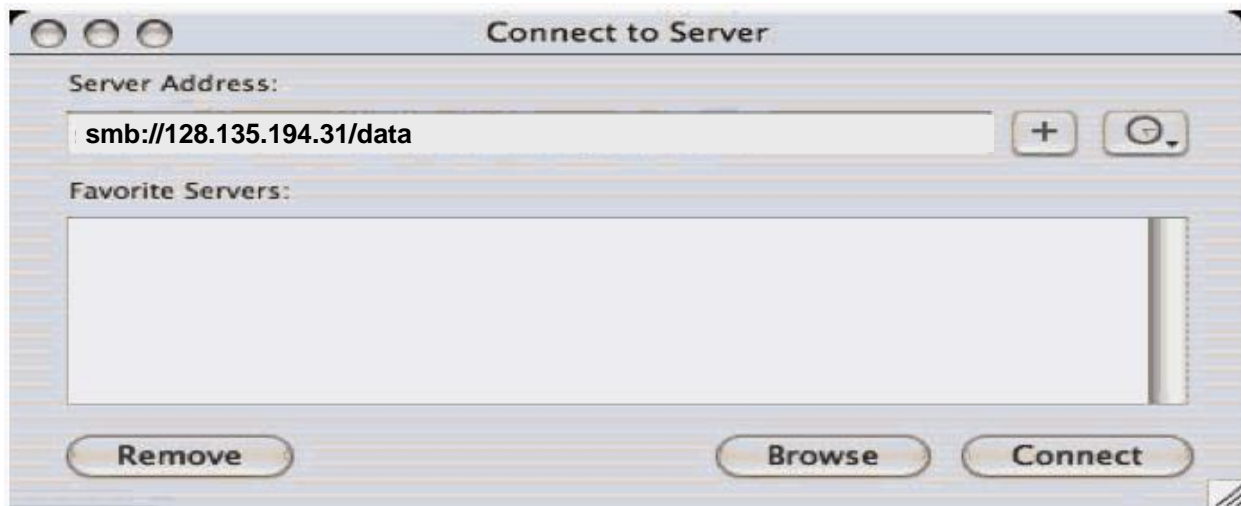 Connect to Server
Server Address:
smb://128.135.194.31/data
+
Favorite Servers:
Remove
Browse
Connect